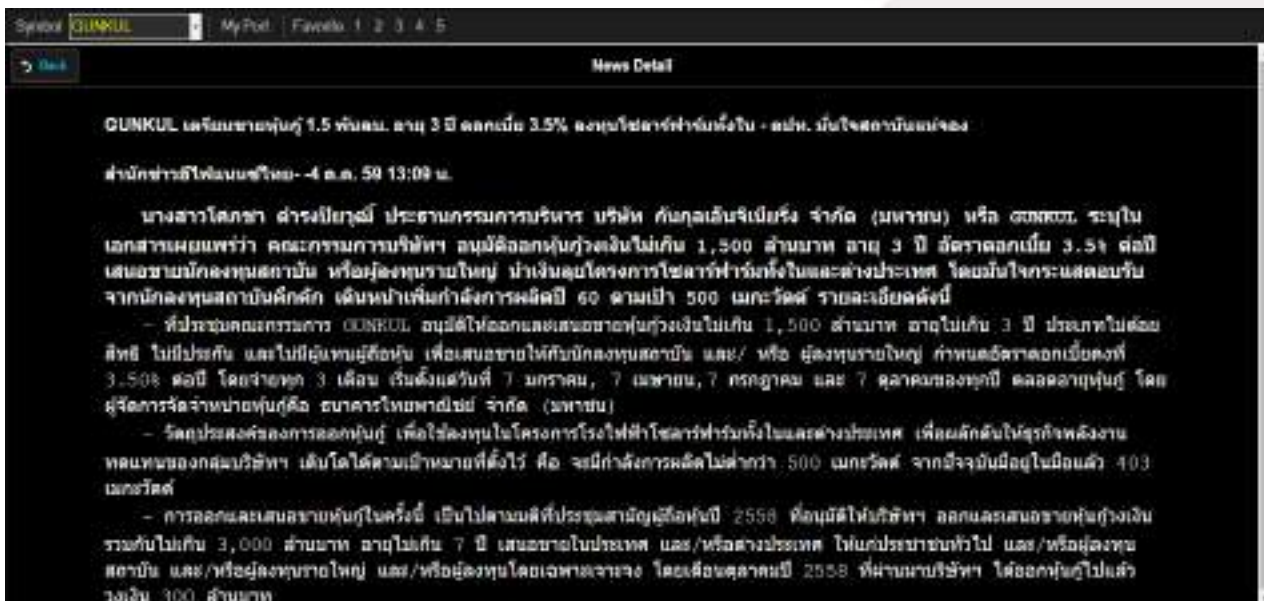 Symbol GUNKUL My Port Favorite 1 2 3 4 5
Back News Detail
GUNKUL เตรียมขายหุ้นกู้ 1.5 พันลบ. อายุ 3 ปี ดอกเบี้ย 3.5% ลงทุนโซลาร์ฟาร์มทั้งใน - ตปท. มั่นใจสถาบันแห่จอง
สำนักข่าวอีไฟแนนซ์ไทย- -4 ต.ค. 59 13:09 น.
นางสาวโศภชา ดำรงปิยวุฒิ์ ประธานกรรมการบริหาร บริษัท กันกุลเอ็นจิเนียริ่ง จำกัด (มหาชน) หรือ GUNKUL ระบุใน
เอกสารเผยแพร่ว่า คณะกรรมการบริษัทฯ อนุมัติออกหุ้นกู้วงเงินไม่เกิน 1,500 ล้านบาท อายุ 3 ปี อัตราดอกเบี้ย 3.5% ต่อปี
เสนอขายนักลงทุนสถาบัน หรือผู้ลงทุนรายใหญ่ นำเงินลุยโครงการโซลาร์ฟาร์มทั้งในและต่างประเทศ โดยมั่นใจกระแสตอบรับ
จากนักลงทุนสถาบันคึกคัก เดินหน้าเพิ่มกำลังการผลิตปี 60 ตามเป้า 500 เมกะวัตต์ รายละเอียดดังนี้
– ที่ประชุมคณะกรรมการ GUNKUL อนุมัติให้ออกและเสนอขายหุ้นกู้วงเงินไม่เกิน 1,500 ล้านบาท อายุไม่เกิน 3 ปี ประเภทไม่ด้อย
สิทธิ ไม่มีประกัน และไม่มีผู้แทนผู้ถือหุ้น เพื่อเสนอขายให้กับนักลงทุนสถาบัน และ/ หรือ ผู้ลงทุนรายใหญ่ กำหนดอัตราดอกเบี้ยคงที่
3.50% ต่อปี โดยจ่ายทุก 3 เดือน เริ่มตั้งแต่วันที่ 7 มกราคม, 7 เมษายน,7 กรกฎาคม และ 7 ตุลาคมของทุกปี ตลอดอายุหุ้นกู้ โดย
ผู้จัดการจัดจำหน่ายหุ้นกู้คือ ธนาคารไทยพาณิชย์ จำกัด (มหาชน)
– วัตถุประสงค์ของการออกหุ้นกู้ เพื่อใช้ลงทุนในโครงการโรงไฟฟ้าโซลาร์ฟาร์มทั้งในและต่างประเทศ เพื่อผลักดันให้ธุรกิจพลังงาน
ทดแทนของกลุ่มบริษัทฯ เติบโตได้ตามเป้าหมายที่ตั้งไว้ คือ จะมีกำลังการผลิตไม่ต่ำกว่า 500 เมกะวัตต์ จากปัจจุบันมีอยู่ในมือแล้ว 403
เมกะวัตต์
– การออกและเสนอขายหุ้นกู้ในครั้งนี้ เป็นไปตามมติที่ประชุมสามัญผู้ถือหุ้นปี 2558 ที่อนุมัติให้บริษัทฯ ออกและเสนอขายหุ้นกู้วงเงิน
รวมกันไม่เกิน 3,000 ล้านบาท อายุไม่เกิน 7 ปี เสนอขายในประเทศ และ/หรือต่างประเทศ ให้แก่ประชาชนทั่วไป และ/หรือผู้ลงทุน
สถาบัน และ/หรือผู้ลงทุนรายใหญ่ และ/หรือผู้ลงทุนโดยเฉพาะเจาะจง โดยเดือนตุลาคมปี 2558 ที่ผ่านมาบริษัทฯ ได้ออกหุ้นกู้ไปแล้ว
วงเงิน 300 ล้านบาท